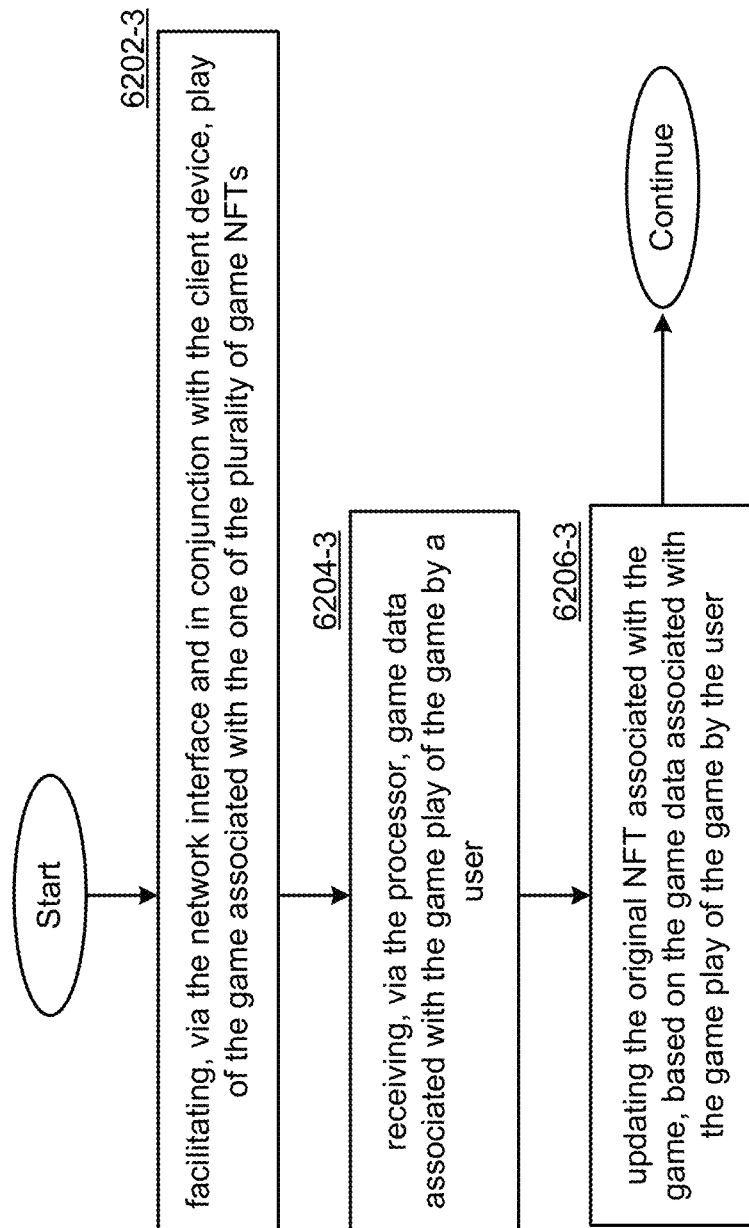 Start
6202-3
facilitating, via the network interface and in conjunction with the client device, play
of the game associated with the one of the plurality of game NFTs
6204-3
receiving, via the processor, game data
associated with the game play of the game by a
user
6206-3
updating the original NFT associated with the
game, based on the game data associated with
the game play of the game by the user
Continue